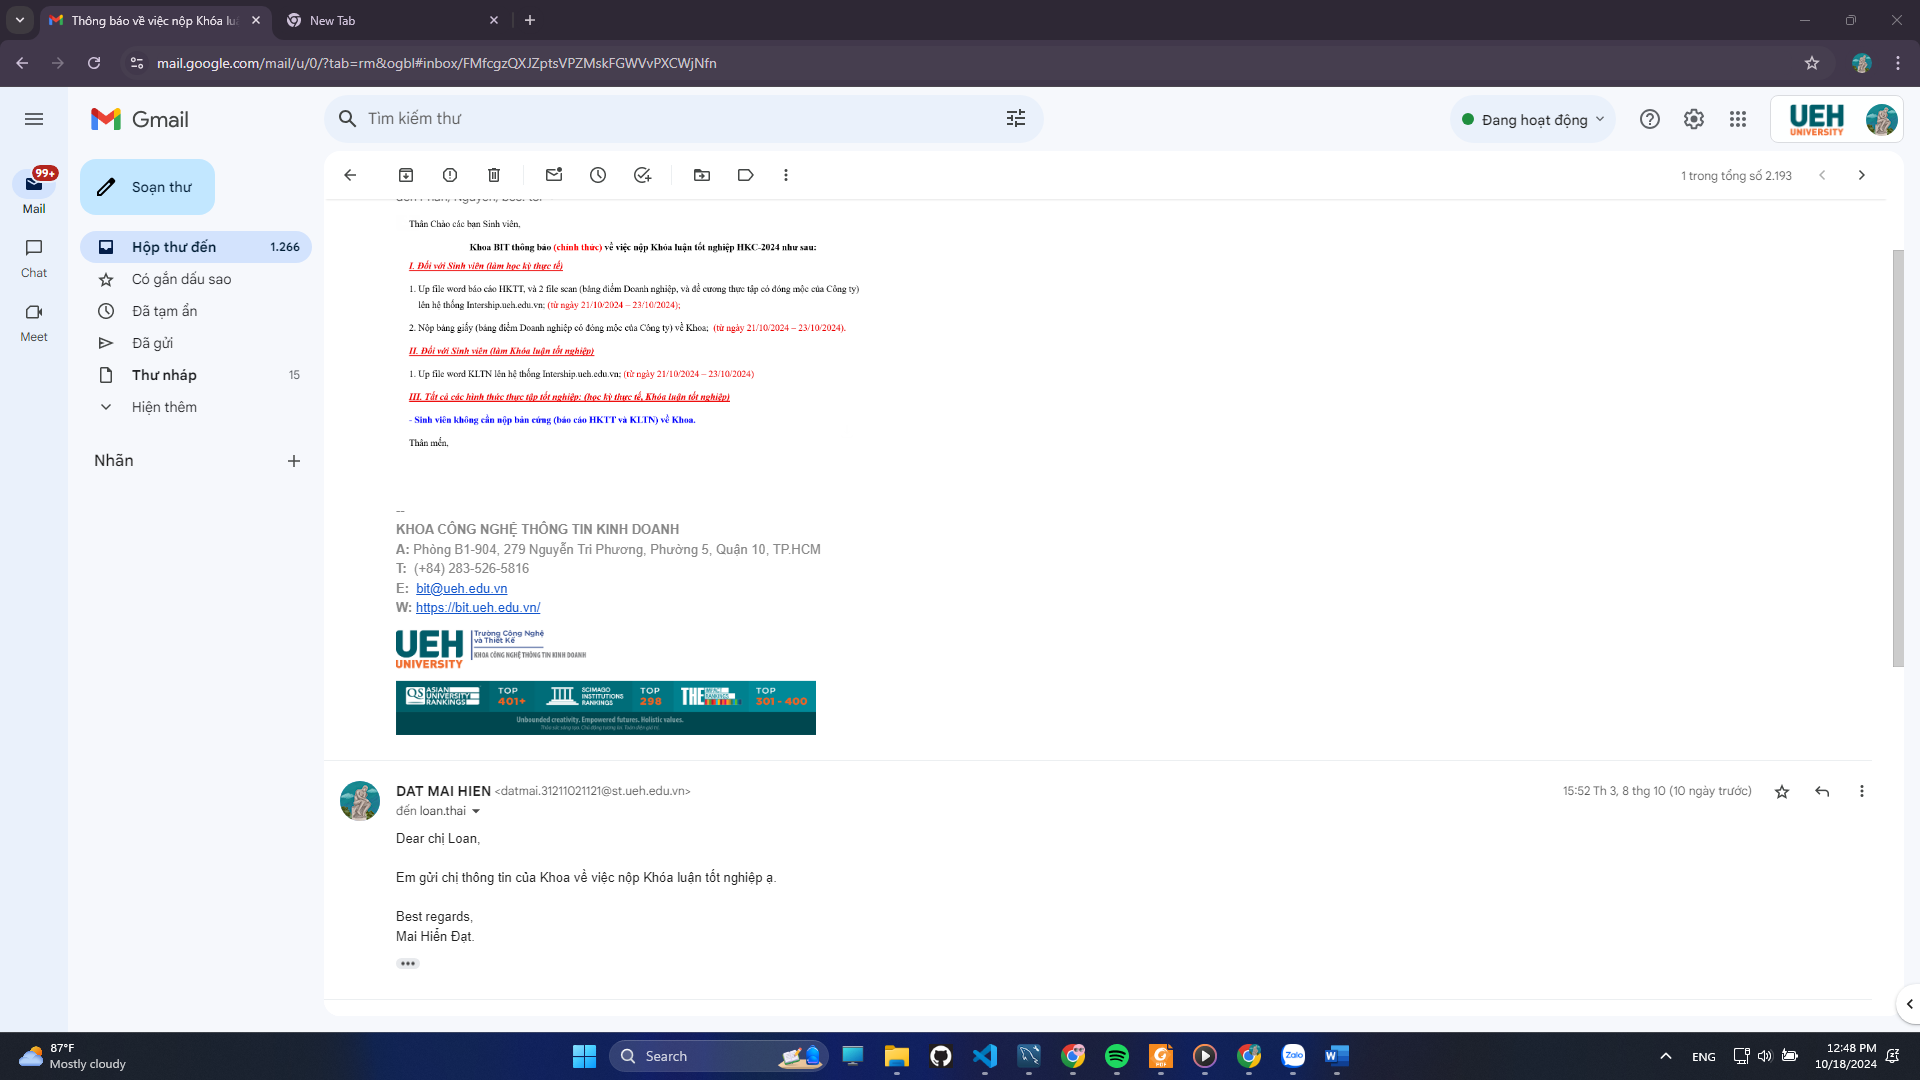 Thông báo về việc nộp Khóa lu
New Tab
mail.google.com/mail/u/0/?tab=rm&ogbl#inbox/FMfcgzQXJZptsVPZMskFGWVvPXCWjNfn
Gmail
Tìm kiếm thư
Đang hoạt động
UEH
UNIVERSITY
99+
Mail
Chat
Meet
Soạn thư
Hộp thư đến 1.266
Có gắn dấu sao
Đã tạm ẩn
Đã gửi
Thư nháp 15
Hiện thêm
Nhãn
1 trong tổng số 2.193
Thân Chào các bạn Sinh viên,
Khoa BIT thông báo (chính thức) về việc nộp Khóa luận tốt nghiệp HKC-2024 như sau:
I. Đối với Sinh viên (làm học kỳ thực tế)
1. Up file word báo cáo HKTT, và 2 file scan (bảng điểm Doanh nghiệp, và đề cương thực tập có đóng mộc của Công ty)
lên hệ thống Intership.ueh.edu.vn; (từ ngày 21/10/2024 – 23/10/2024);
2. Nộp bảng giấy (bảng điểm Doanh nghiệp có đóng mộc của Công ty) về Khoa; (từ ngày 21/10/2024 – 23/10/2024).
II. Đối với Sinh viên (làm Khóa luận tốt nghiệp)
1. Up file word KLTN lên hệ thống Intership.ueh.edu.vn; (từ ngày 21/10/2024 – 23/10/2024)
III. Tất cả các hình thức thực tập tốt nghiệp: (học kỳ thực tế, Khóa luận tốt nghiệp)
- Sinh viên không cần nộp bản cứng (báo cáo HKTT và KLTN) về Khoa.
Thân mến,
--
KHOA CÔNG NGHỆ THÔNG TIN KINH DOANH
A: Phòng B1-904, 279 Nguyễn Tri Phương, Phường 5, Quận 10, TP.HCM
T: (+84) 283-526-5816
E: bit@ueh.edu.vn
W: https://bit.ueh.edu.vn/
UEH
UNIVERSITY
Trường Công Nghệ
và Thiết Kế
KHOA CÔNG NGHỆ THÔNG TIN KINH DOANH
QS ASIAN UNIVERSITY RANKINGS TOP 401+
SCIMAGO INSTITUTIONS RANKINGS TOP 298
THE IMPACT RANKINGS TOP 301 - 400
Unbounded creativity. Empowered futures. Holistic values.
DAT MAI HIEN <datmai.31211021121@st.ueh.edu.vn>
15:52 Th 3, 8 thg 10 (10 ngày trước)
đến loan.thai
Dear chị Loan,
Em gửi chị thông tin của Khoa về việc nộp Khóa luận tốt nghiệp ạ.
Best regards,
Mai Hiển Đạt.
87°F
Mostly cloudy
Search
Zalo
ENG
12:48 PM
10/18/2024